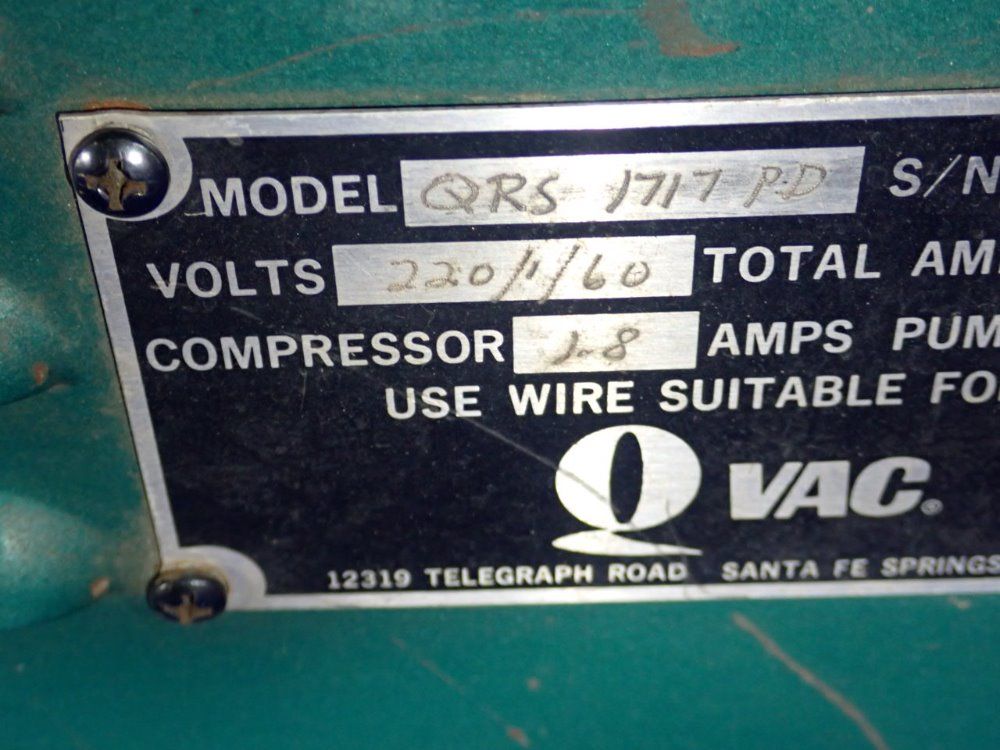 MODEL QRS 1717 PD S/N
VOLTS 220/1/60 TOTAL AM
COMPRESSOR 1.8 AMPS PUM
USE WIRE SUITABLE FO
Q VAC.®
12319 TELEGRAPH ROAD SANTA FE SPRINGS